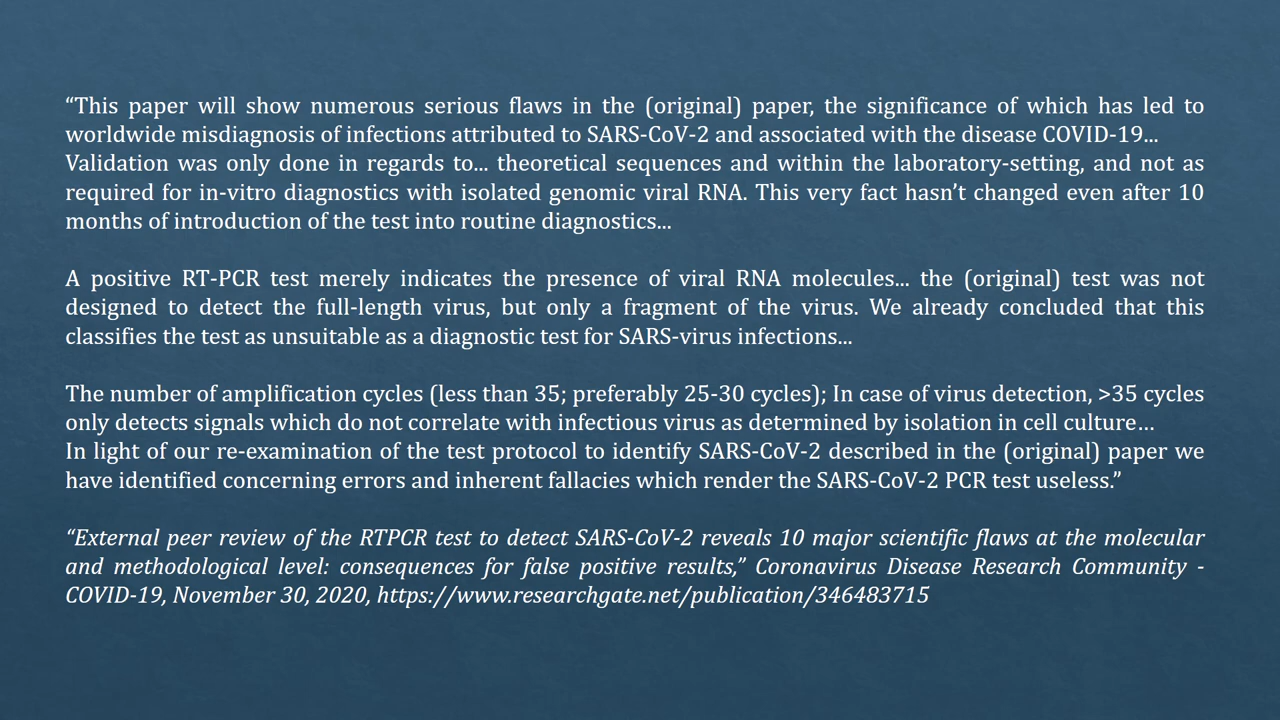 “This paper will show numerous serious flaws in the (original) paper, the significance of which has led to
worldwide misdiagnosis of infections attributed to SARS-CoV-2 and associated with the disease COVID-19...
Validation was only done in regards to... theoretical sequences and within the laboratory-setting, and not as
required for in-vitro diagnostics with isolated genomic viral RNA. This very fact hasn’t changed even after 10
months of introduction of the test into routine diagnostics...
A positive RT-PCR test merely indicates the presence of viral RNA molecules... the (original) test was not
designed to detect the full-length virus, but only a fragment of the virus. We already concluded that this
classifies the test as unsuitable as a diagnostic test for SARS-virus infections...
The number of amplification cycles (less than 35; preferably 25-30 cycles); In case of virus detection, >35 cycles
only detects signals which do not correlate with infectious virus as determined by isolation in cell culture…
In light of our re-examination of the test protocol to identify SARS-CoV-2 described in the (original) paper we
have identified concerning errors and inherent fallacies which render the SARS-CoV-2 PCR test useless.”
“External peer review of the RTPCR test to detect SARS-CoV-2 reveals 10 major scientific flaws at the molecular
and methodological level: consequences for false positive results,” Coronavirus Disease Research Community -
COVID-19, November 30, 2020, https://www.researchgate.net/publication/346483715